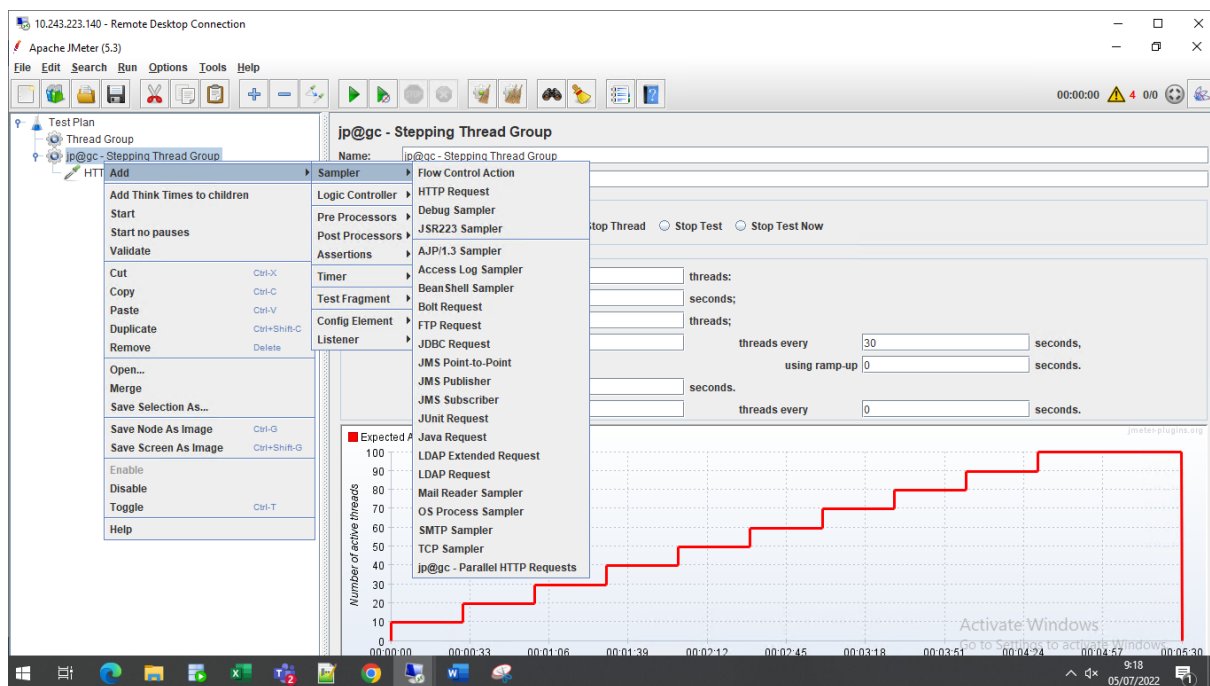 10.243.223.140 - Remote Desktop Connection
Apache JMeter (5.3)
File Edit Search Run Options Tools Help
00:00:00 4 0/0
Test Plan
Thread Group
jp@gc - Stepping Thread Group
HTT
jp@gc - Stepping Thread Group
Name: jp@gc - Stepping Thread Group
Stop Thread Stop Test Stop Test Now
threads:
seconds;
threads;
threads every 30 seconds,
using ramp-up 0 seconds.
seconds.
threads every 0 seconds.
Add
Add Think Times to children
Start
Start no pauses
Validate
Cut Ctrl-X
Copy Ctrl-C
Paste Ctrl-V
Duplicate Ctrl+Shift-C
Remove Delete
Open...
Merge
Save Selection As...
Save Node As Image Ctrl-G
Save Screen As Image Ctrl+Shift-G
Enable
Disable
Toggle Ctrl-T
Help
Sampler
Logic Controller
Pre Processors
Post Processors
Assertions
Timer
Test Fragment
Config Element
Listener
Flow Control Action
HTTP Request
Debug Sampler
JSR223 Sampler
AJP/1.3 Sampler
Access Log Sampler
BeanShell Sampler
Bolt Request
FTP Request
JDBC Request
JMS Point-to-Point
JMS Publisher
JMS Subscriber
JUnit Request
Java Request
LDAP Extended Request
LDAP Request
Mail Reader Sampler
OS Process Sampler
SMTP Sampler
TCP Sampler
jp@gc - Parallel HTTP Requests
Expected A
jmeter-plugins.org
Number of active threads
100
90
80
70
60
50
40
30
20
10
0
00:00:00 00:00:33 00:01:06 00:01:39 00:02:12 00:02:45 00:03:18 00:03:51 00:04:24 00:04:57 00:05:30
Activate Windows
Go to Settings to activate Windows.
9:18
05/07/2022